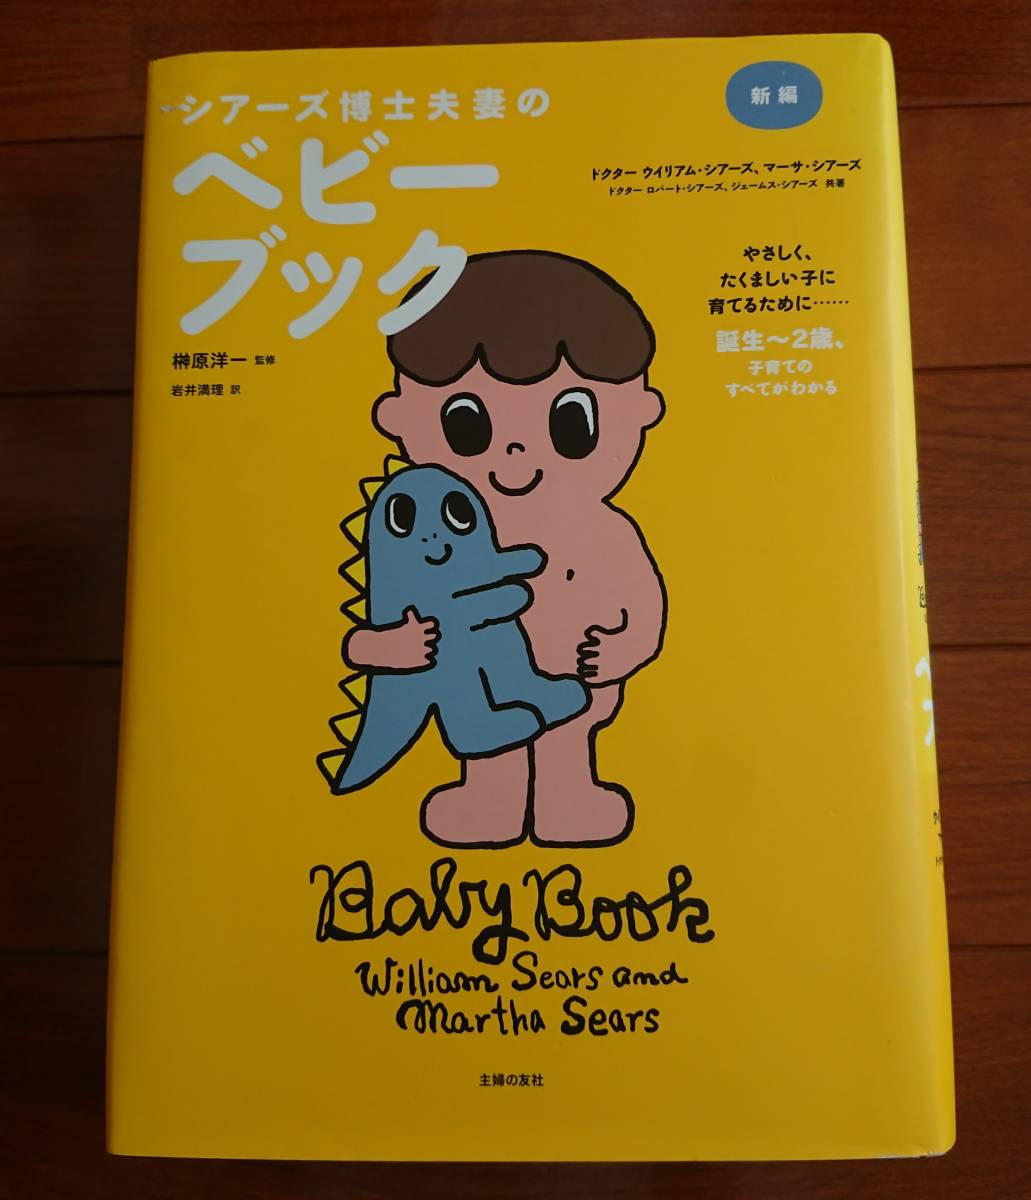 シアーズ博士夫妻の
ベビー
ブック
榊原洋一 監修
岩井満理 訳
新編
ドクター ウイリアム・シアーズ、マーサ・シアーズ
ドクター ロバート・シアーズ、ジェームス・シアーズ 共著
やさしく、
たくましい子に
育てるために……
誕生～2歳、
子育ての
すべてがわかる
Baby Book
William Sears and
Martha Sears
主婦の友社